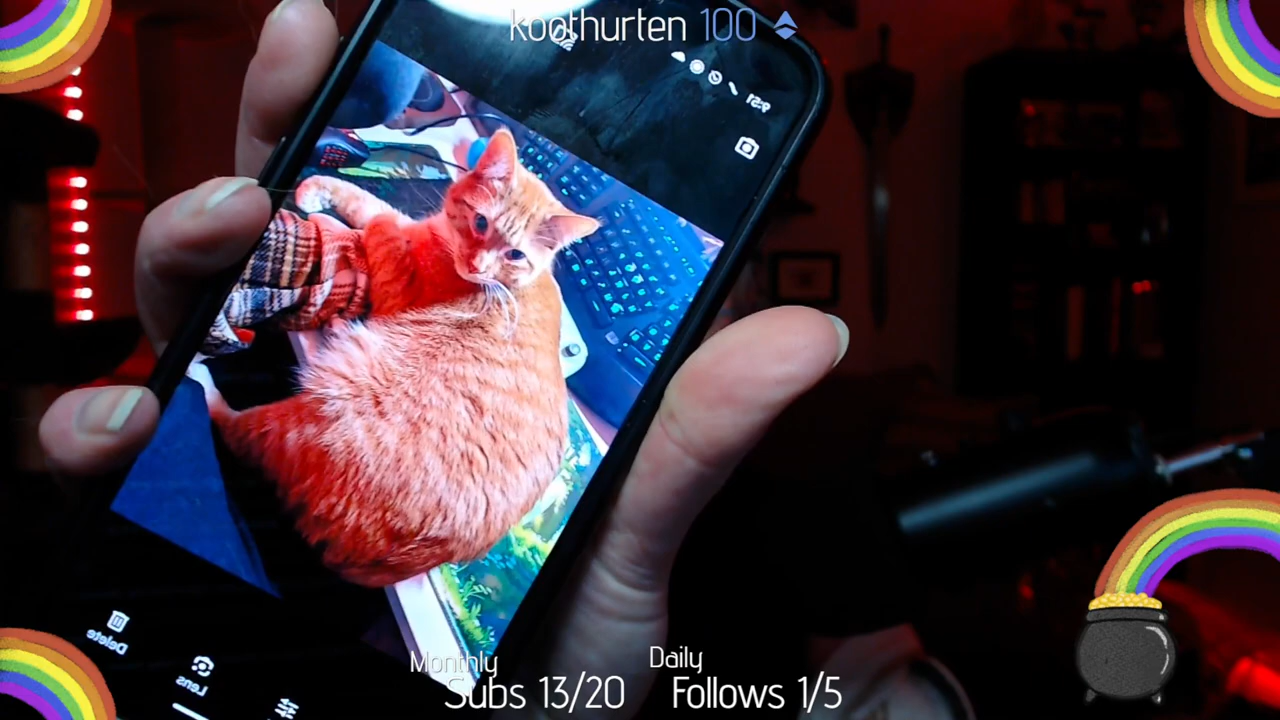 koothurten 100
9:51
Delete
Lens
Monthly
Subs 13/20
Daily
Follows 1/5